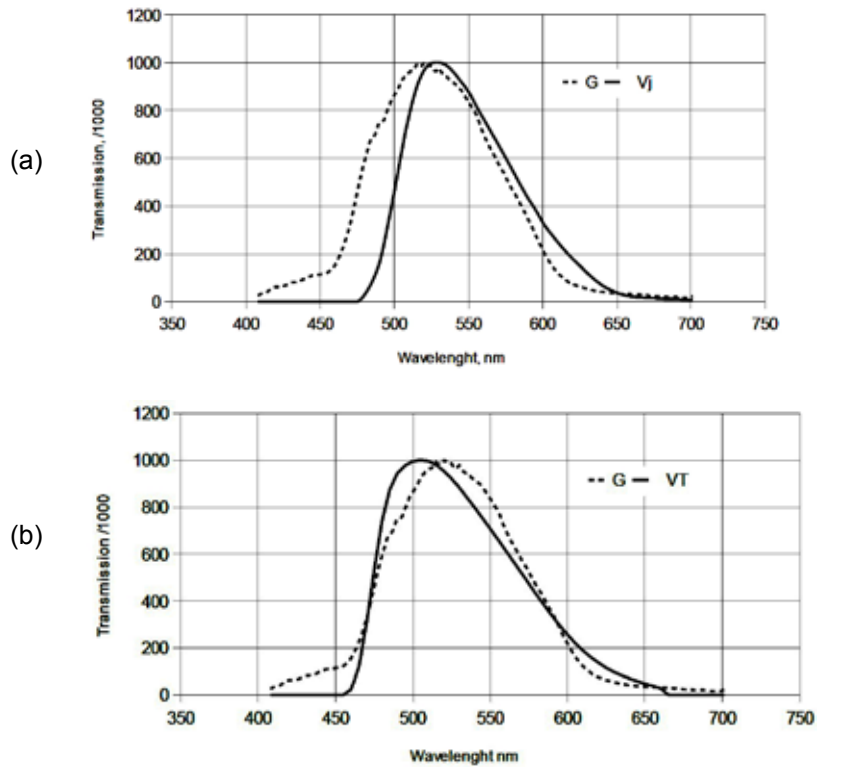 (a)
Transmission, /1000
1200
1000
800
600
400
200
0
350 400 450 500 550 600 650 700 750
Wavelenght, nm
G Vj
(b)
Transmission /1000
1200
1000
800
600
400
200
0
350 400 450 500 550 600 650 700 750
Wavelenght nm
G VT